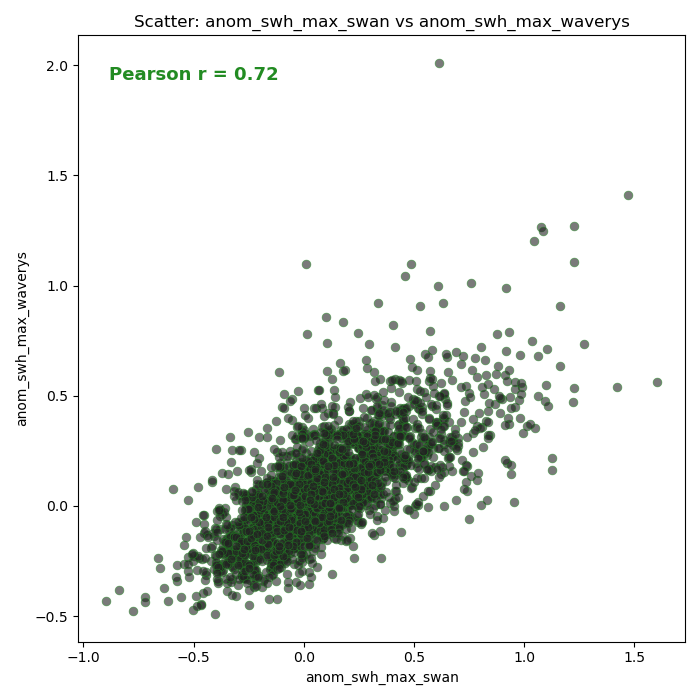 Scatter: anom_swh_max_swan vs anom_swh_max_waverys
Pearson r = 0.72
2.0
1.5
1.0
0.5
0.0
−0.5
anom_swh_max_waverys
−1.0 −0.5 0.0 0.5 1.0 1.5
anom_swh_max_swan